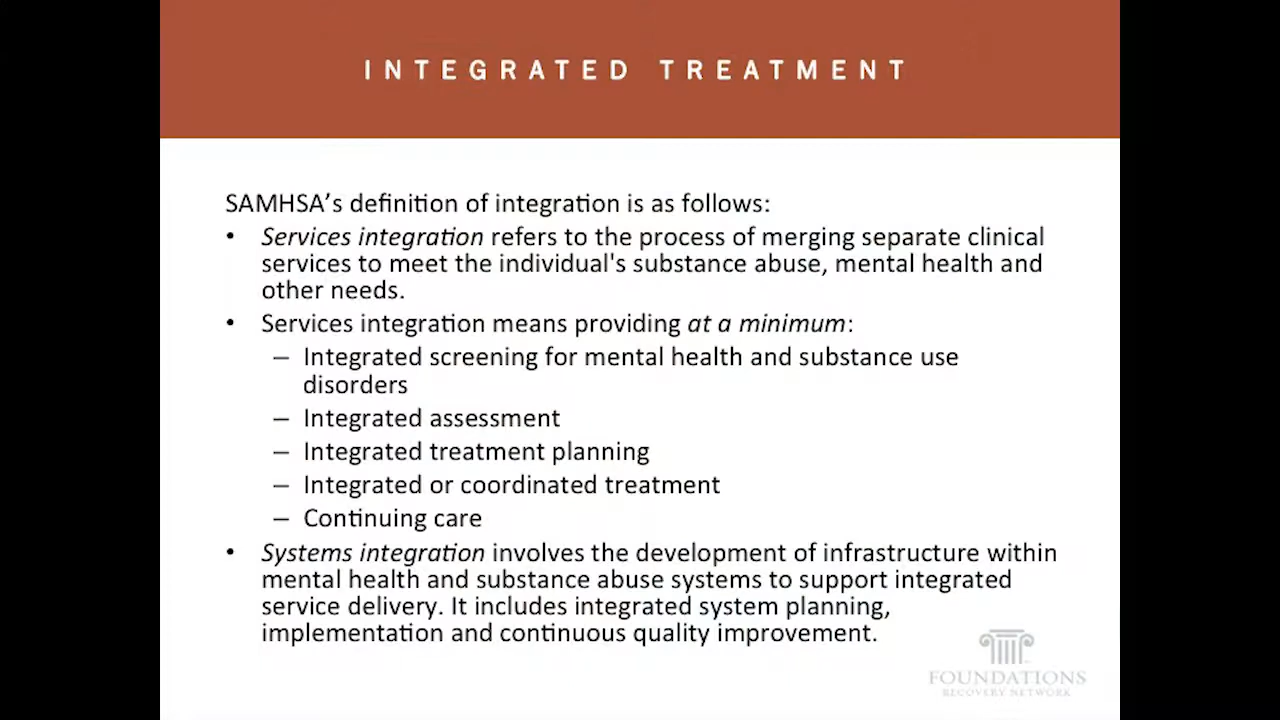 INTEGRATED TREATMENT
SAMHSA’s definition of integration is as follows:
• Services integration refers to the process of merging separate clinical
services to meet the individual's substance abuse, mental health and
other needs.
• Services integration means providing at a minimum:
– Integrated screening for mental health and substance use
disorders
– Integrated assessment
– Integrated treatment planning
– Integrated or coordinated treatment
– Continuing care
• Systems integration involves the development of infrastructure within
mental health and substance abuse systems to support integrated
service delivery. It includes integrated system planning,
implementation and continuous quality improvement.
FOUNDATIONS
RECOVERY NETWORK